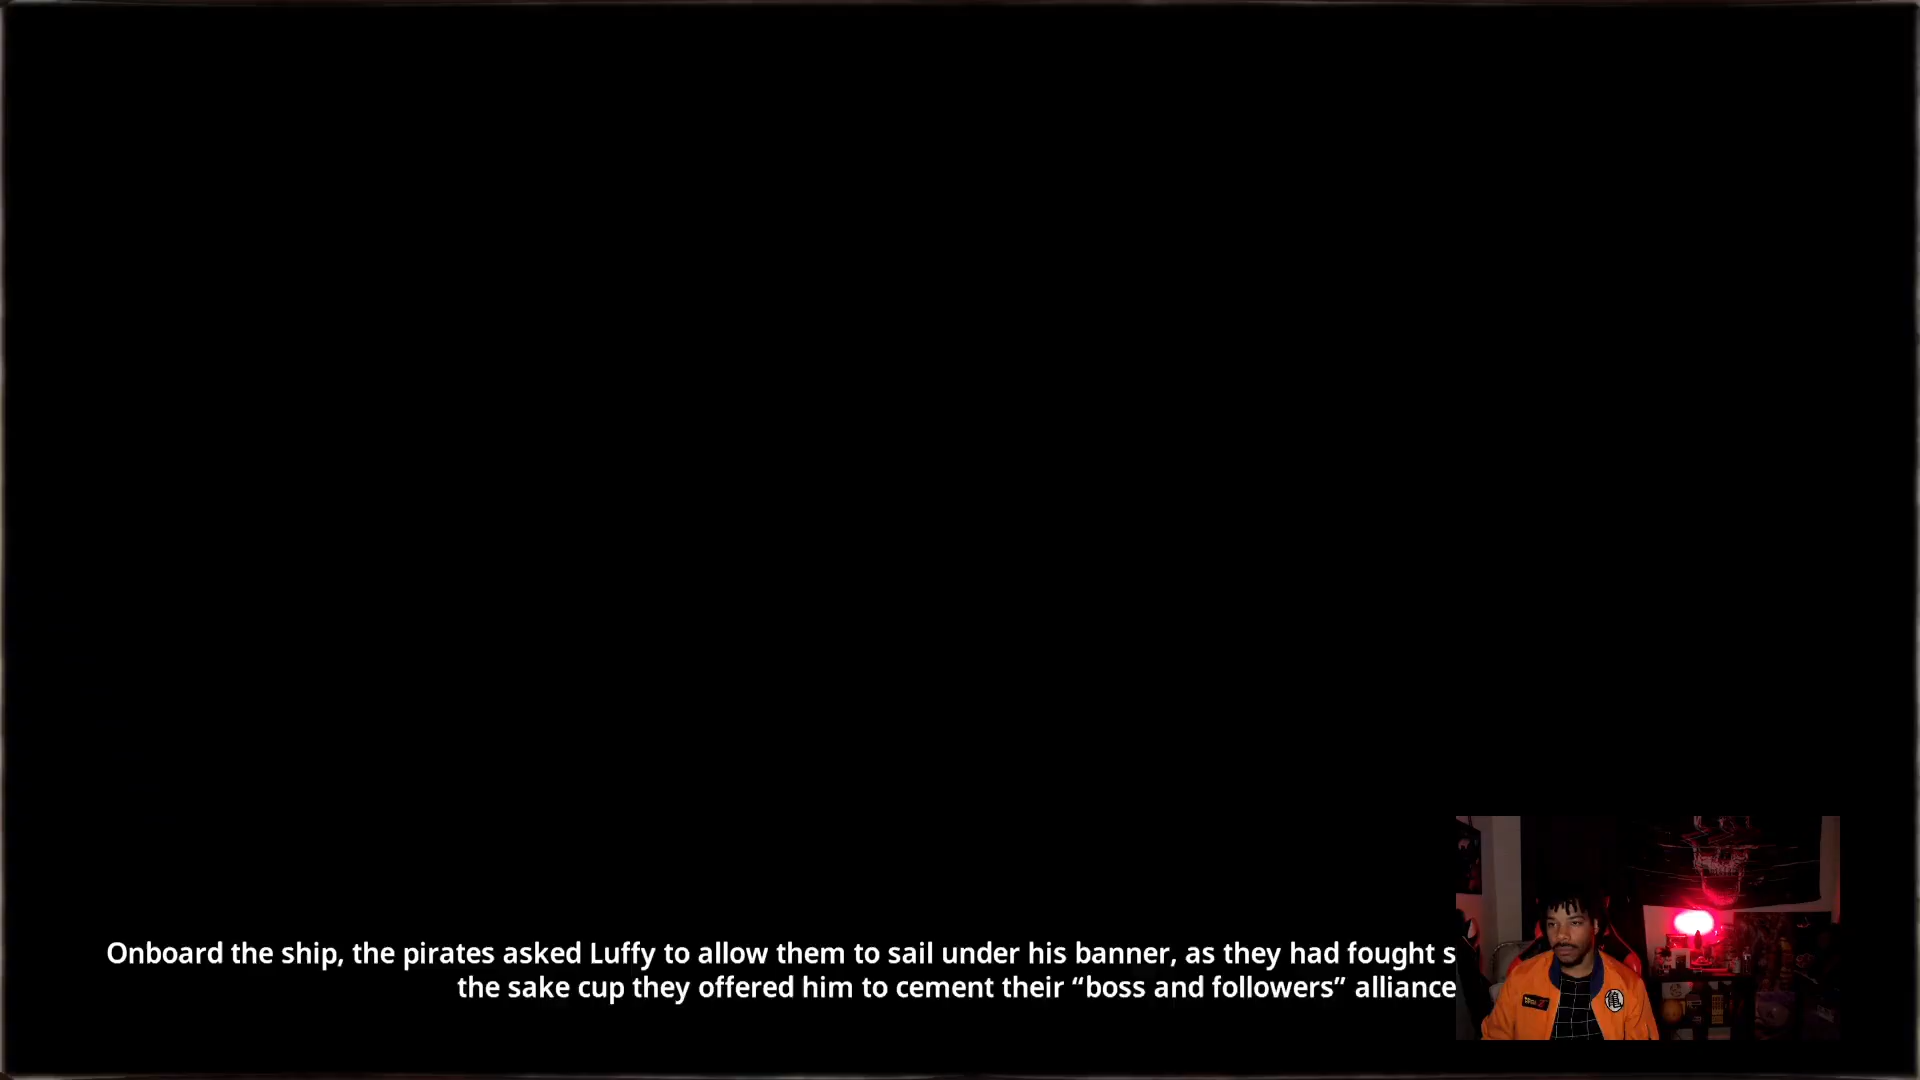 Onboard the ship, the pirates asked Luffy to allow them to sail under his banner, as they had fought s
the sake cup they offered him to cement their “boss and followers” alliance
亀